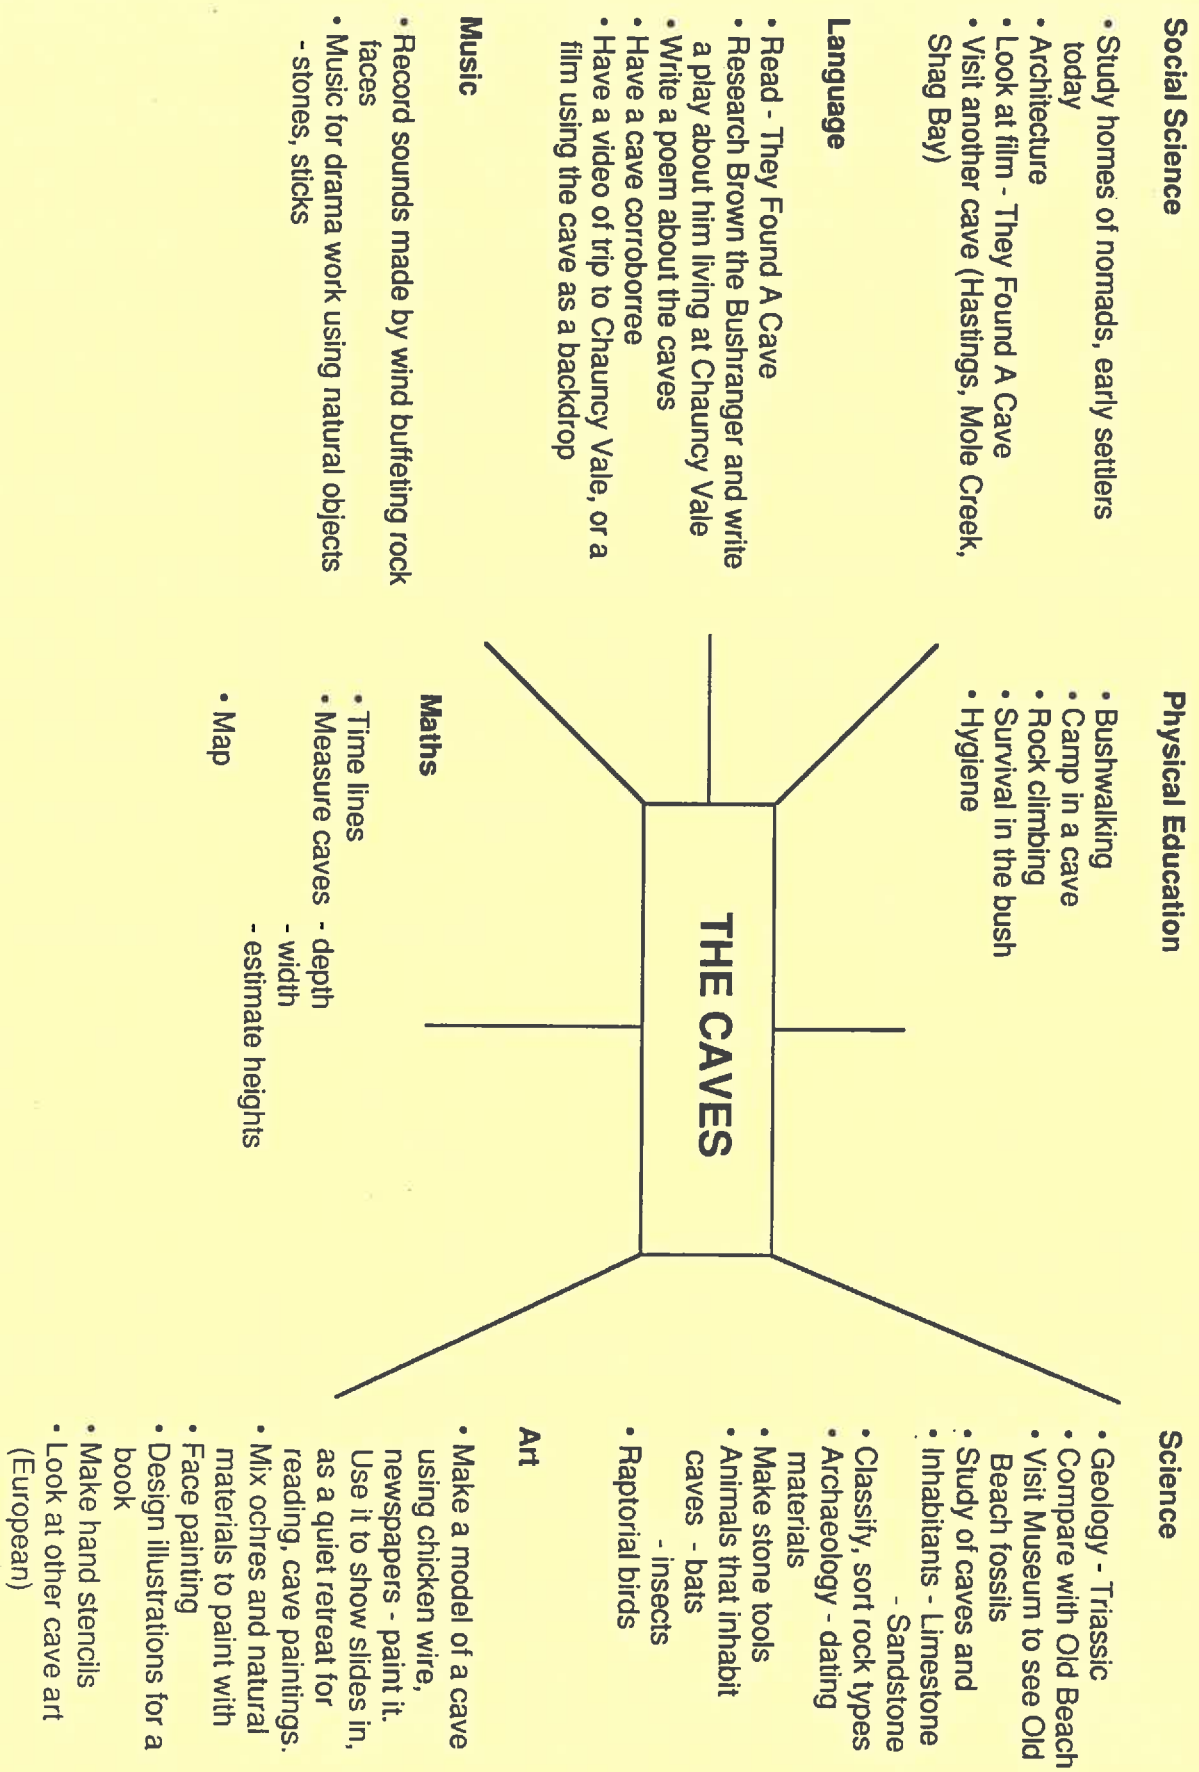 Social Science
• Study homes of nomads, early settlers
today
• Architecture
• Look at film - They Found A Cave
• Visit another cave (Hastings, Mole Creek,
Shag Bay)
Language
• Read - They Found A Cave
• Research Brown the Bushranger and write
a play about him living at Chauncy Vale
• Write a poem about the caves
• Have a cave corroborree
• Have a video of trip to Chauncy Vale, or a
film using the cave as a backdrop
Music
• Record sounds made by wind buffeting rock
faces
• Music for drama work using natural objects
- stones, sticks
Physical Education
• Bushwalking
• Camp in a cave
• Rock climbing
• Survival in the bush
• Hygiene
THE CAVES
Maths
• Time lines
• Measure caves - depth
- width
- estimate heights
• Map
Science
• Geology - Triassic
• Compare with Old Beach
• Visit Museum to see Old
Beach fossils
• Study of caves and
• Inhabitants - Limestone
- Sandstone
• Classify, sort rock types
• Archaeology - dating
materials
• Make stone tools
• Animals that inhabit
caves - bats
- insects
• Raptorial birds
Art
• Make a model of a cave
using chicken wire,
newspapers - paint it.
Use it to show slides in,
as a quiet retreat for
reading, cave paintings.
• Mix ochres and natural
materials to paint with
• Face painting
• Design illustrations for a
book
• Make hand stencils
• Look at other cave art
(European)